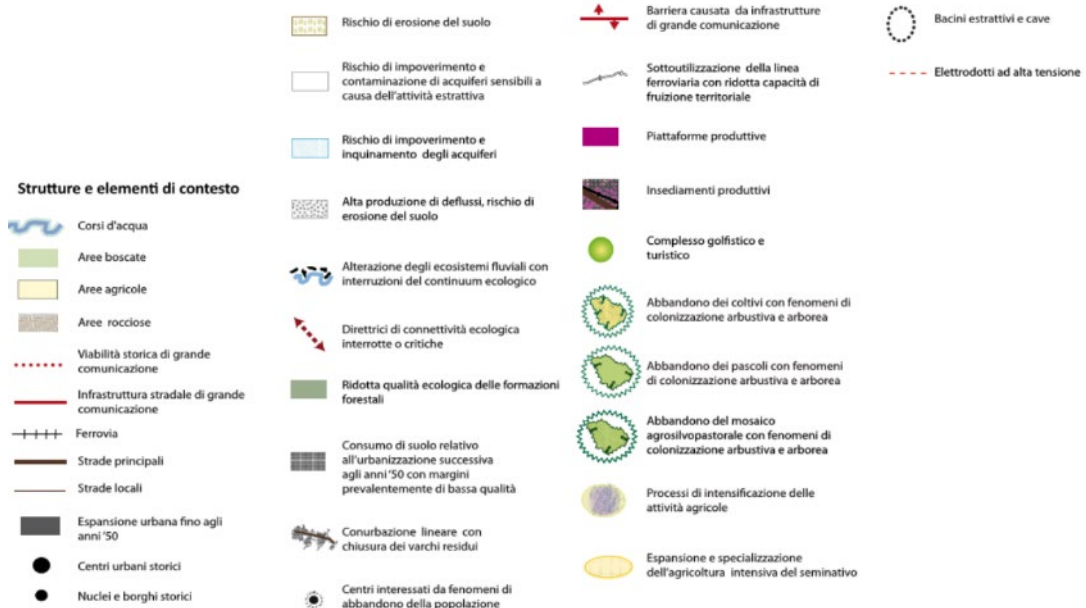 Strutture e elementi di contesto
Corsi d'acqua
Aree boscate
Aree agricole
Aree rocciose
Viabilità storica di grande
comunicazione
Infrastruttura stradale di grande
comunicazione
Ferrovia
Strade principali
Strade locali
Espansione urbana fino agli
anni '50
Centri urbani storici
Nuclei e borghi storici
Rischio di erosione del suolo
Rischio di impoverimento e
contaminazione di acquiferi sensibili a
causa dell'attività estrattiva
Rischio di impoverimento e
inquinamento degli acquiferi
Alta produzione di deflussi, rischio di
erosione del suolo
Alterazione degli ecosistemi fluviali con
interruzioni del continuum ecologico
Direttrici di connettività ecologica
interrotte o critiche
Ridotta qualità ecologica delle formazioni
forestali
Consumo di suolo relativo
all'urbanizzazione successiva
agli anni '50 con margini
prevalentemente di bassa qualità
Conurbazione lineare con
chiusura dei varchi residui
Centri interessati da fenomeni di
abbandono della popolazione
Barriera causata da infrastrutture
di grande comunicazione
Sottoutilizzazione della linea
ferroviaria con ridotta capacità di
fruizione territoriale
Piattaforme produttive
Insediamenti produttivi
Complesso golfistico e
turistico
Abbandono dei coltivi con fenomeni di
colonizzazione arbustiva e arborea
Abbandono dei pascoli con fenomeni
di colonizzazione arbustiva e arborea
Abbandono del mosaico
agrosilvopastorale con fenomeni di
colonizzazione arbustiva e arborea
Processi di intensificazione delle
attività agricole
Espansione e specializzazione
dell'agricoltura intensiva del seminativo
Bacini estrattivi e cave
Elettrodotti ad alta tensione